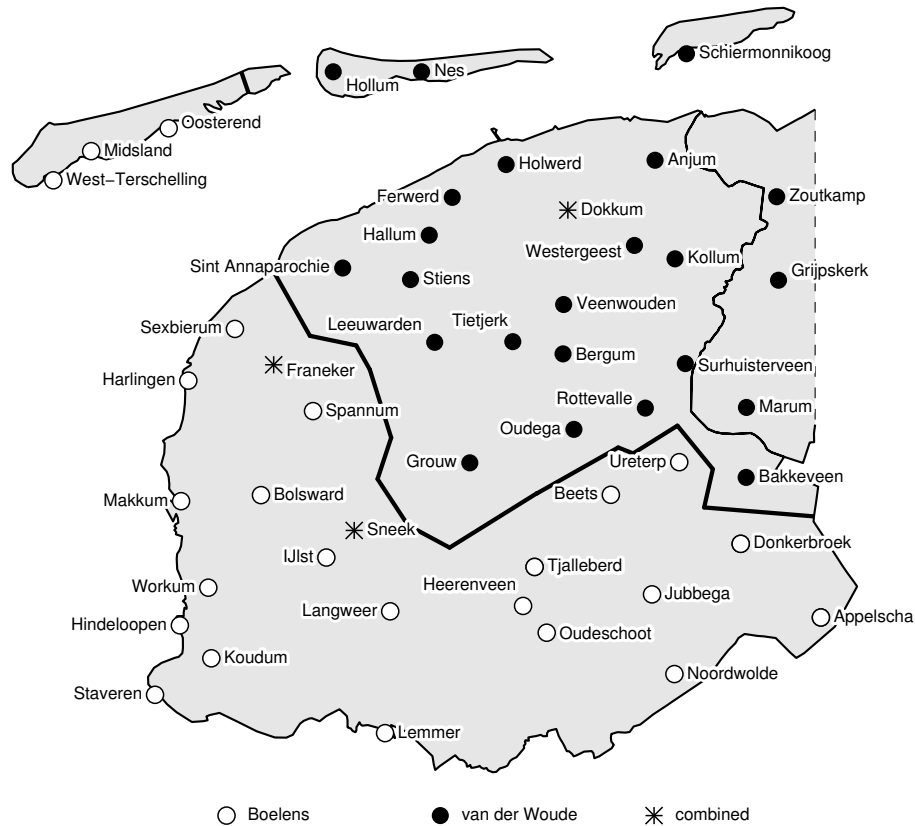 Schiermonnikoog
Nes
Hollum
Oosterend
Midsland
West–Terschelling
Holwerd
Anjum
Ferwerd
Dokkum
Zoutkamp
Hallum
Westergeest
Kollum
Sint Annaparochie
Stiens
Grijpskerk
Veenwouden
Sexbierum
Leeuwarden
Tietjerk
Bergum
Franeker
Surhuisterveen
Harlingen
Spannum
Rottevalle
Marum
Oudega
Grouw
Ureterp
Bakkeveen
Makkum
Bolsward
Beets
Sneek
Donkerbroek
IJlst
Tjalleberd
Heerenveen
Workum
Langweer
Jubbega
Hindeloopen
Oudeschoot
Appelscha
Koudum
Noordwolde
Staveren
Lemmer
Boelens van der Woude combined